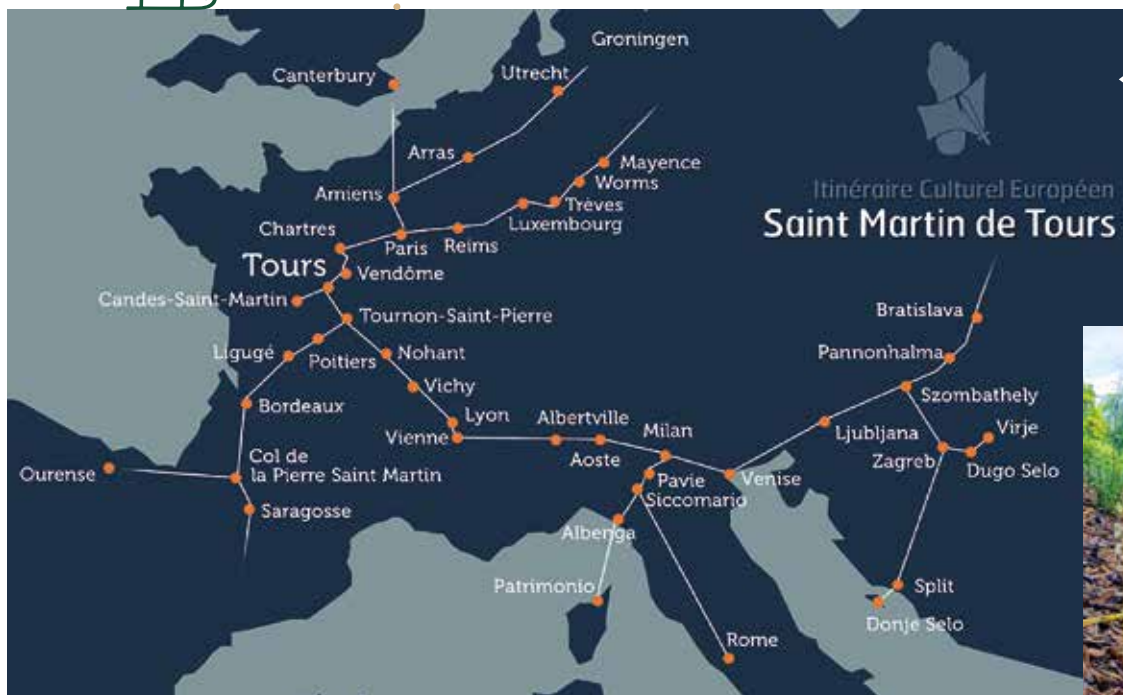 Groningen
Canterbury
Utrecht
Arras
Mayence
Worms
Amiens
Trèves
Luxembourg
Itinéraire Culturel Européen
Saint Martin de Tours
Chartres
Paris
Reims
Tours
Vendôme
Candes-Saint-Martin
Tournon-Saint-Pierre
Bratislava
Ligugé
Poitiers
Nohant
Pannonhalma
Vichy
Szombathely
Bordeaux
Lyon
Albertville
Milan
Ljubljana
Virje
Vienne
Aoste
Zagreb
Dugo Selo
Col de
la Pierre Saint Martin
Ourense
Pavie
Siccomario
Venise
Saragosse
Albenga
Patrimonio
Split
Donje Selo
Rome